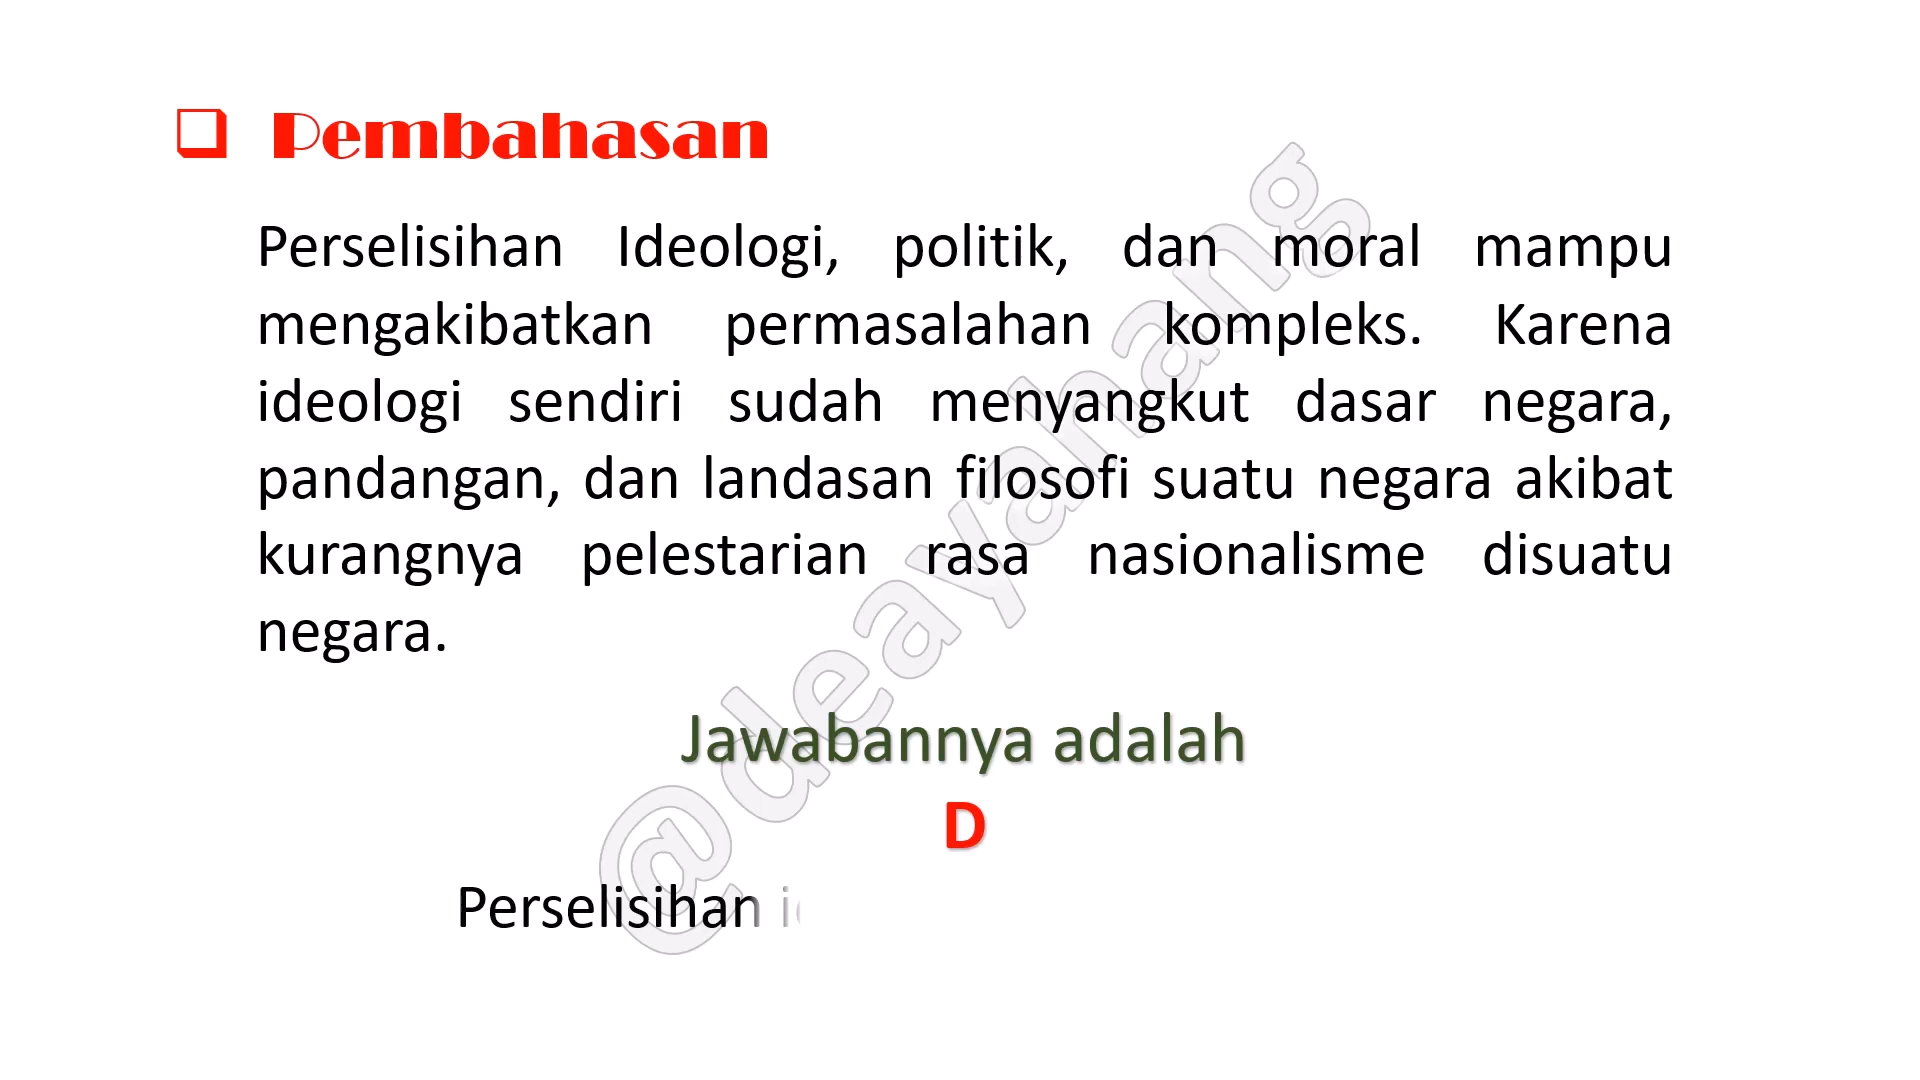 Pembahasan
Perselisihan Ideologi, politik, dan moral mampu
mengakibatkan permasalahan kompleks. Karena
ideologi sendiri sudah menyangkut dasar negara,
pandangan, dan landasan filosofi suatu negara akibat
kurangnya pelestarian rasa nasionalisme disuatu
negara.
Jawabannya adalah
D
Perselisihan
@deayahang